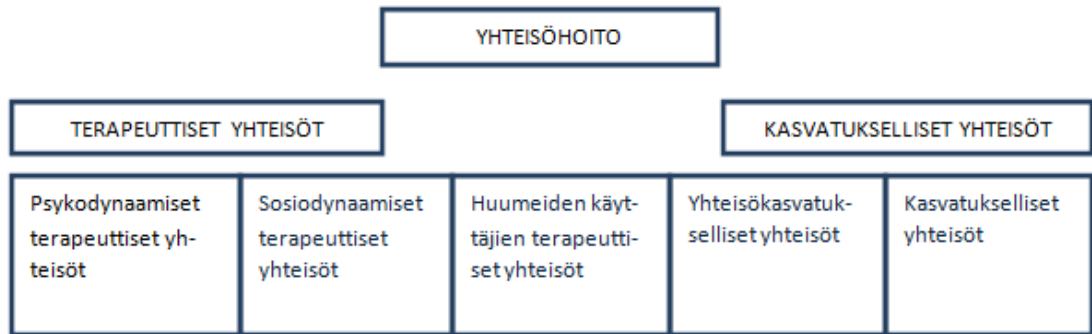 YHTEISÖHOITO
TERAPEUTTISET YHTEISÖT
KASVATUKSELLISET YHTEISÖT
Psykodynaamiset
terapeuttiset yh-
teisöt
Sosiodynaamiset
terapeuttiset
yhteisöt
Huumeiden käyt-
täjien terapeutti-
set yhteisöt
Yhteisökasvatuk-
selliset yhteisöt
Kasvatukselliset
yhteisöt